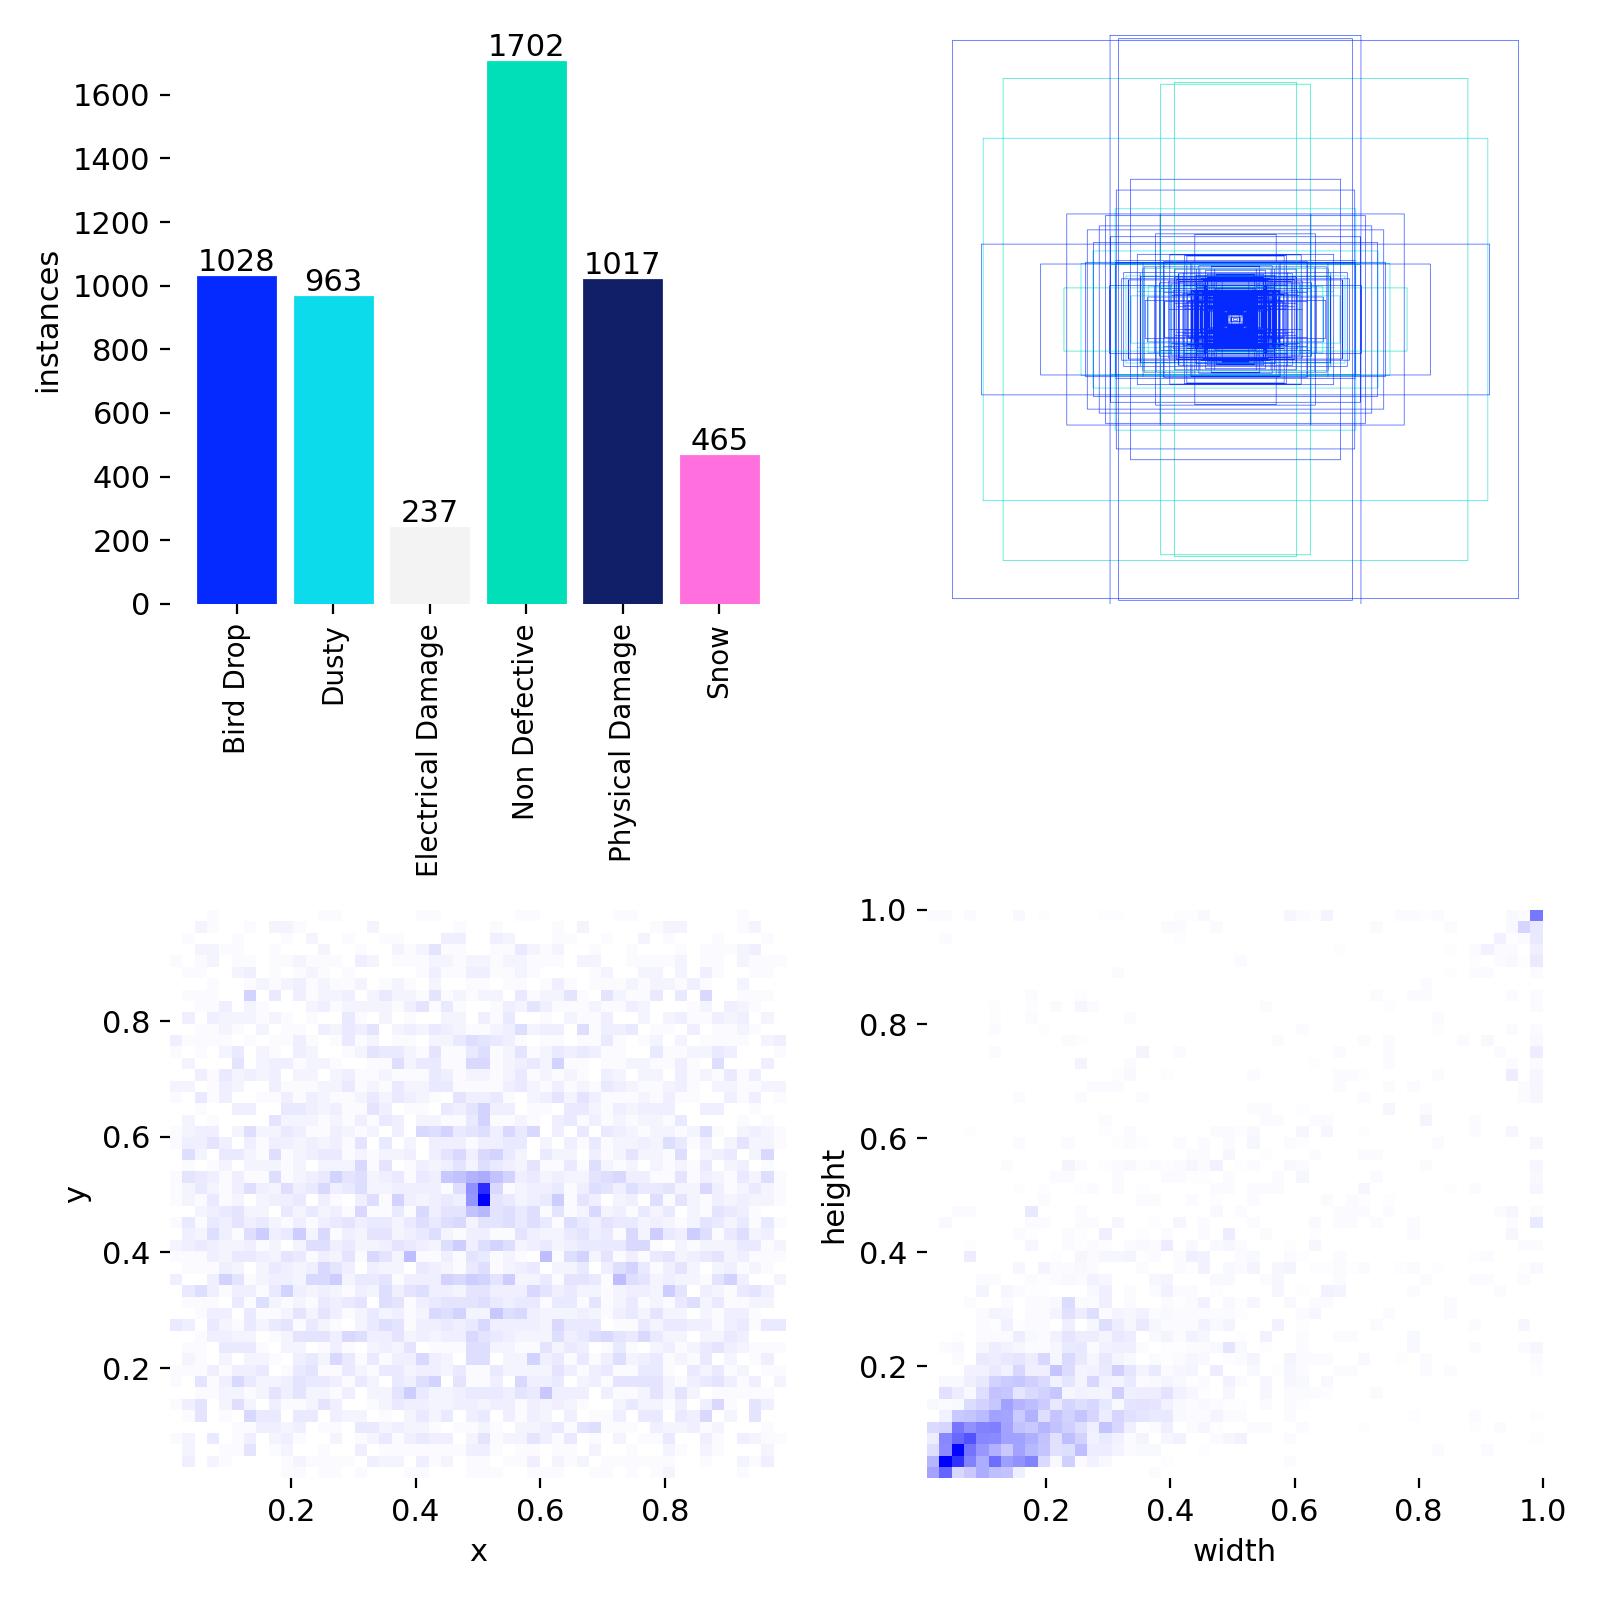 1702
1600
1400
1200
1028
1017
1000
963
800
600
465
400
237
200
0
instances
Bird Drop
Dusty
Electrical Damage
Non Defective
Physical Damage
Snow
0.8
0.6
0.4
0.2
y
0.2 0.4 0.6 0.8
x
1.0
0.8
0.6
0.4
0.2
height
0.2 0.4 0.6 0.8 1.0
width